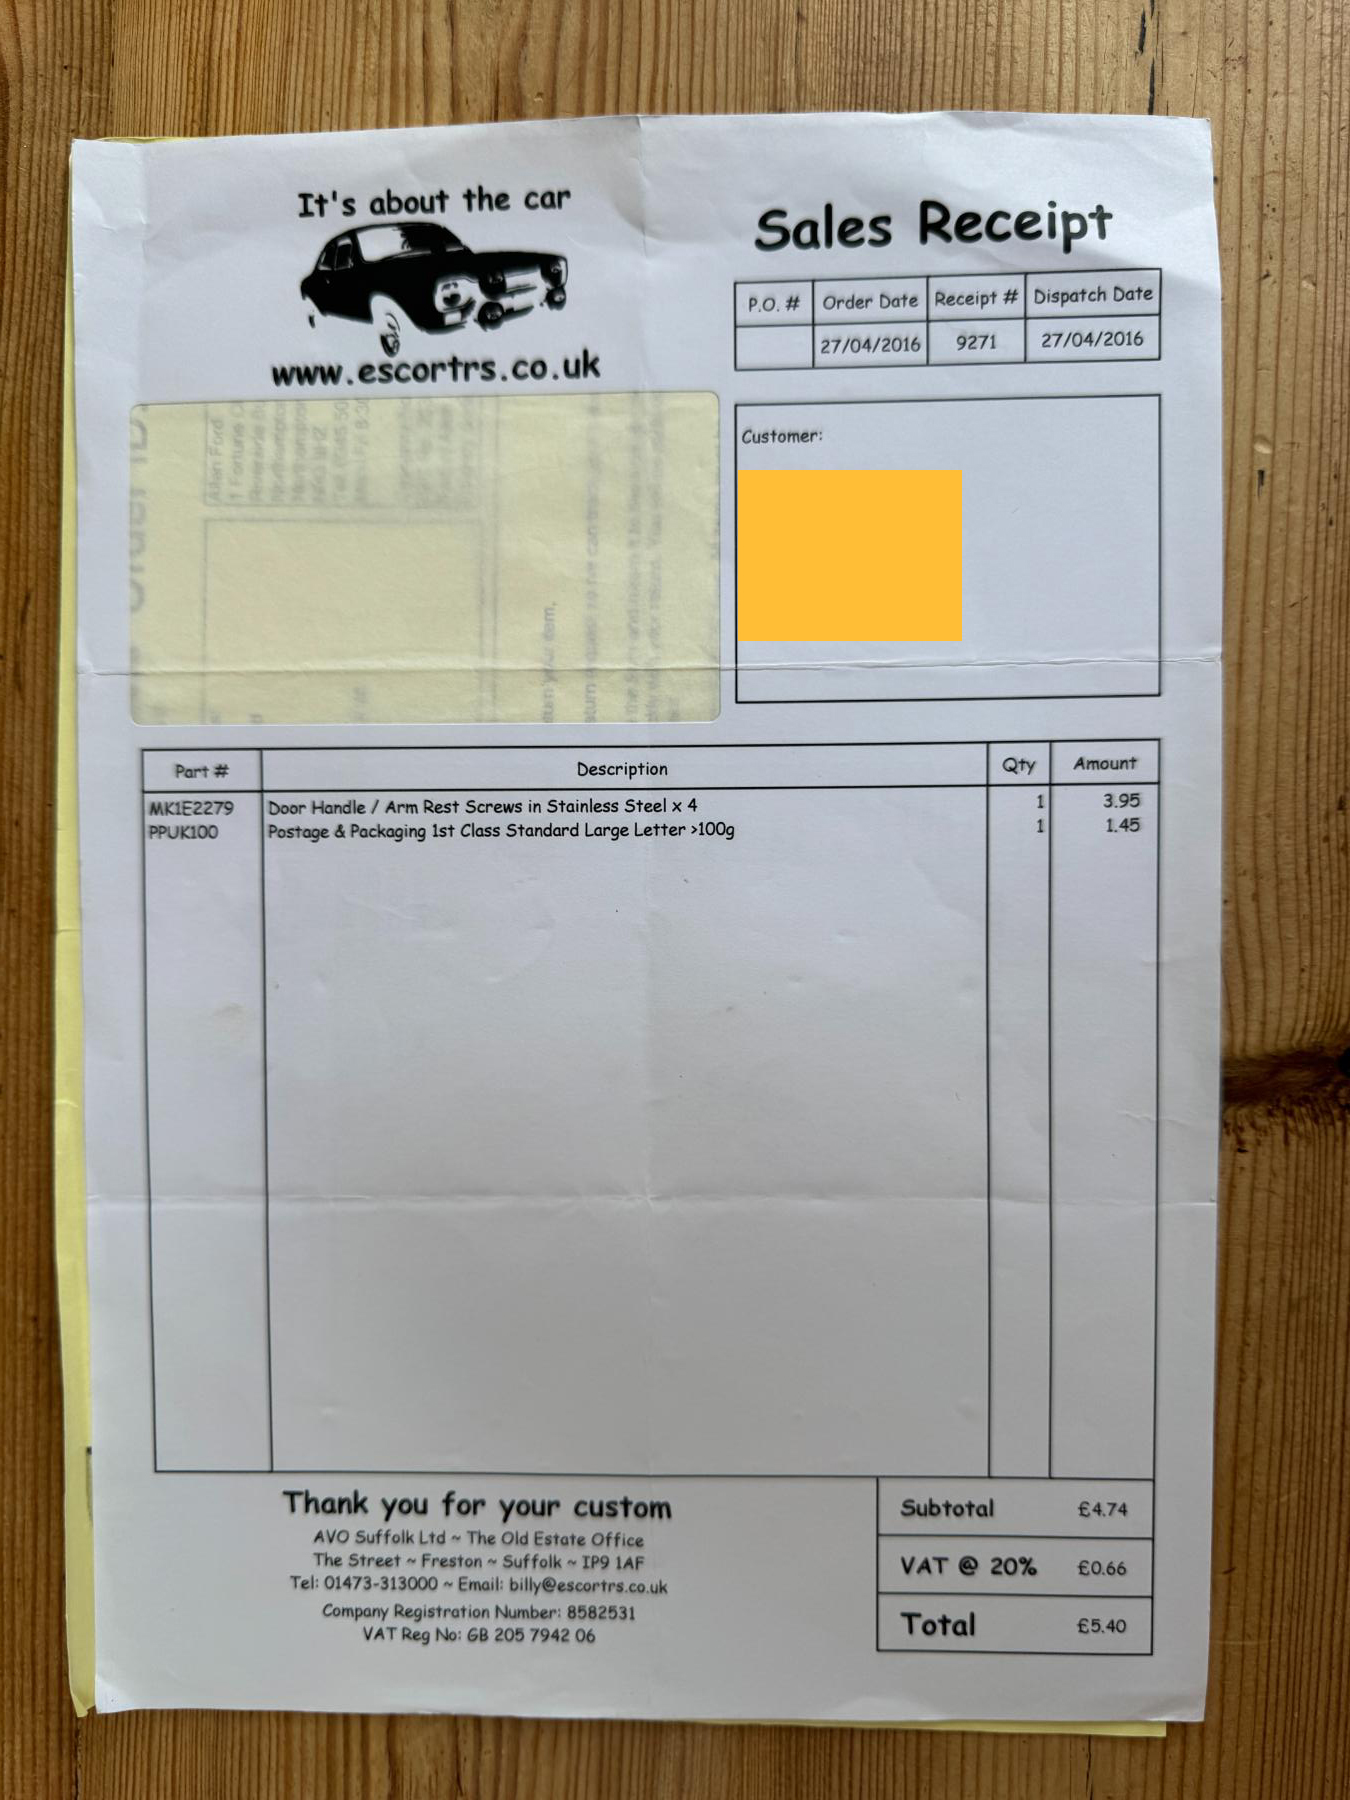 It's about the car
www.escortrs.co.uk
Sales Receipt
P.O. # Order Date Receipt # Dispatch Date
27/04/2016 9271 27/04/2016
Customer:
Allan Ford
1 Fortune
Part # Description Qty Amount
MK1E2279 Door Handle / Arm Rest Screws in Stainless Steel x 4 1 3.95
PPUK100 Postage & Packaging 1st Class Standard Large Letter >100g 1 1.45
Thank you for your custom
AVO Suffolk Ltd ~ The Old Estate Office
The Street ~ Freston ~ Suffolk ~ IP9 1AF
Tel: 01473-313000 ~ Email: billy@escortrs.co.uk
Company Registration Number: 8582531
VAT Reg No: GB 205 7942 06
Subtotal £4.74
VAT @ 20% £0.66
Total £5.40